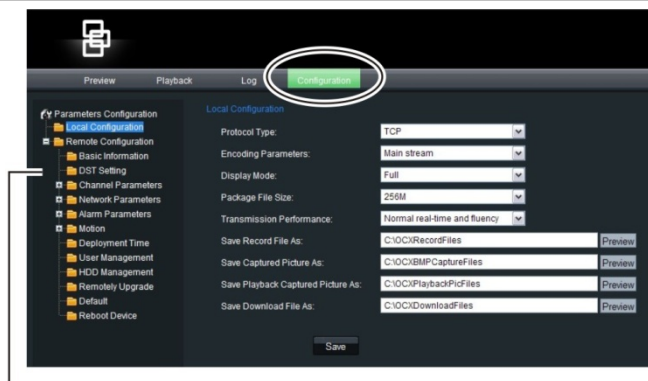 Preview Playback Log Configuration
Parameters Configuration
Local Configuration
Remote Configuration
Basic Information
DST Setting
Channel Parameters
Network Parameters
Alarm Parameters
Motion
Deployment Time
User Management
HDD Management
Remotely Upgrade
Default
Reboot Device
Local Configuration
Protocol Type: TCP
Encoding Parameters: Main stream
Display Mode: Full
Package File Size: 256M
Transmission Performance: Normal real-time and fluency
Save Record File As: C:\OCXRecordFiles Preview
Save Captured Picture As: C:\OCXBMPCaptureFiles Preview
Save Playback Captured Picture As: C:\OCXPlaybackPicFiles Preview
Save Download File As: C:\OCXDownloadFiles Preview
Save